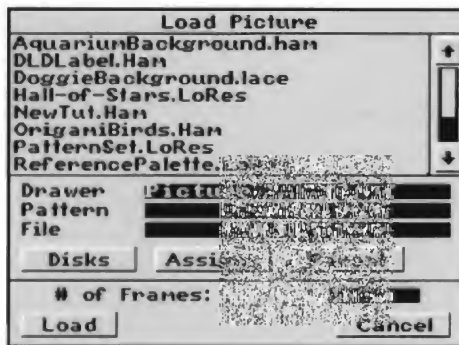 Load Picture
AquariumBackground.ham
DLDLabel.Ham
DoggieBackground.lace
Hall-of-Stars.LoRes
NewTut.Ham
OrigamiBirds.Ham
PatternSet.LoRes
Drawer
Pattern
File
Disks
# of Frames:
Load
Cancel